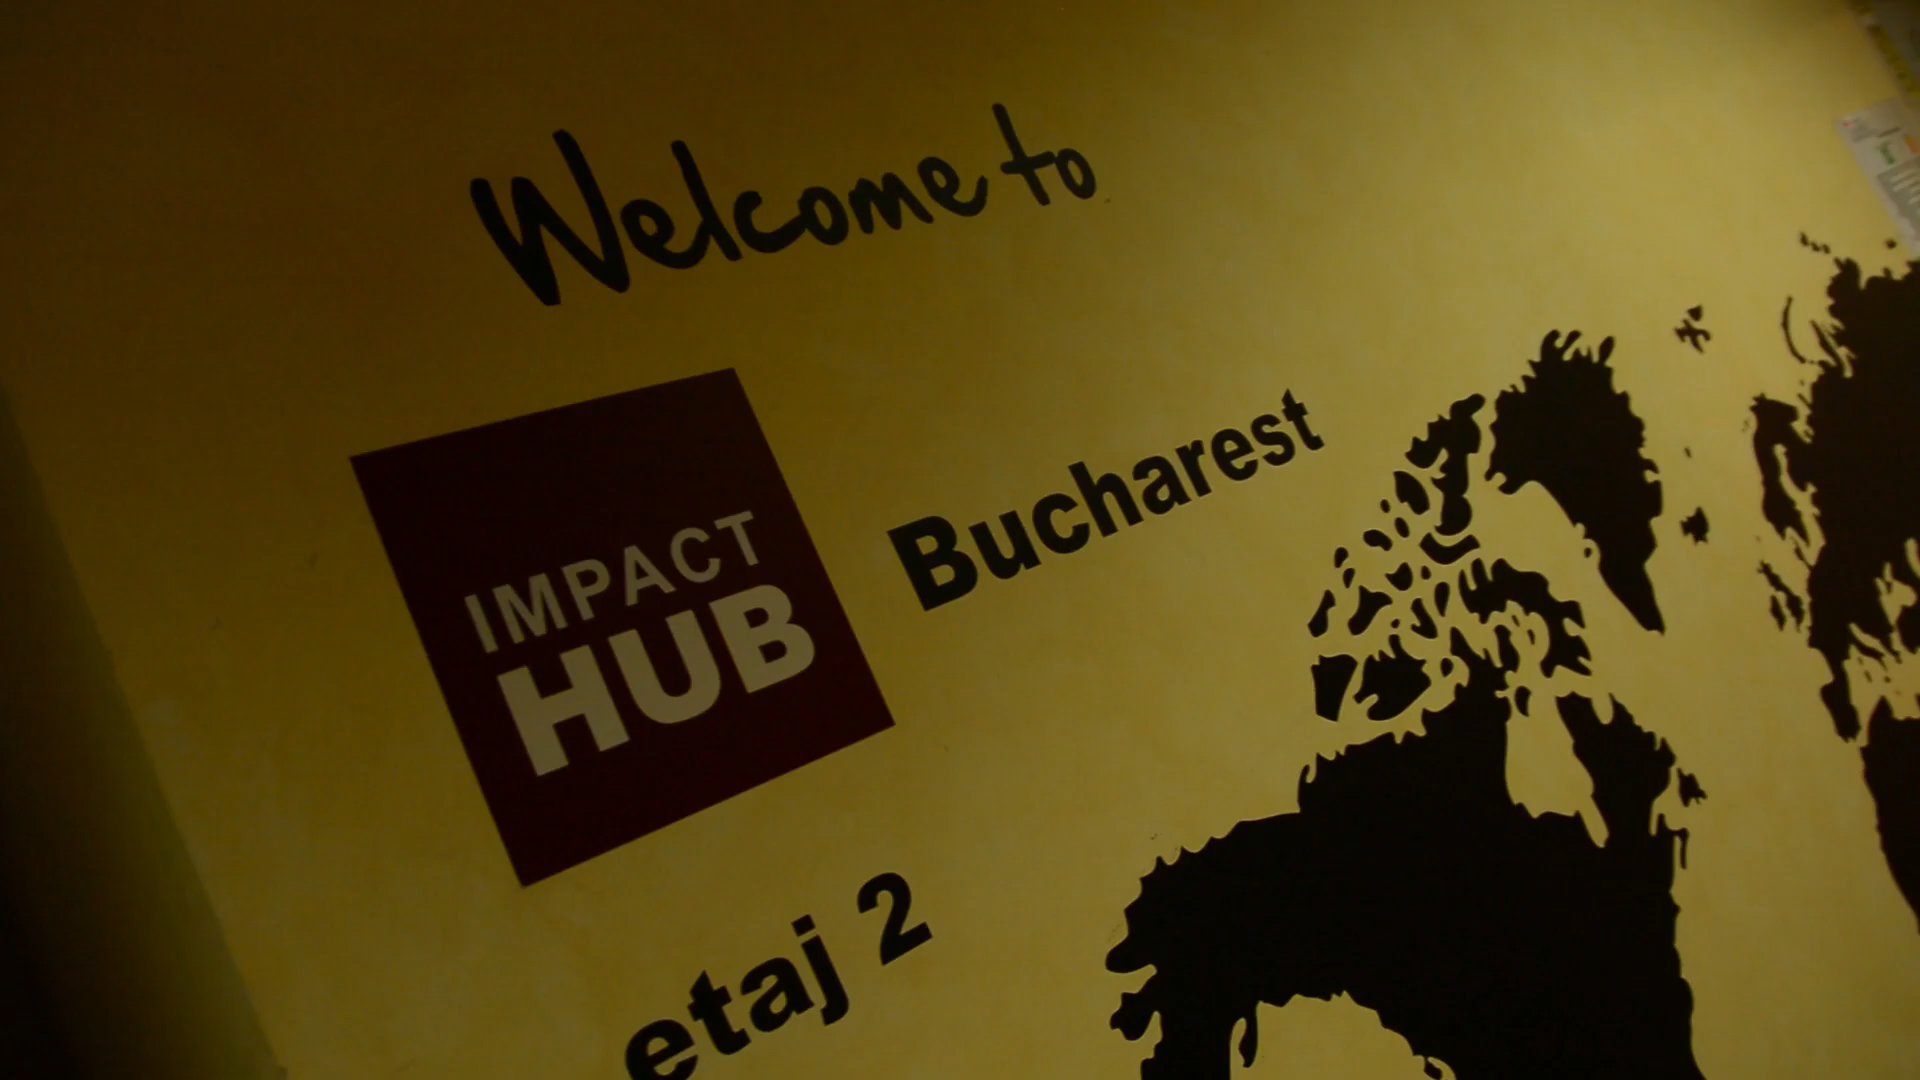 Welcome to
IMPACT
HUB
Bucharest
etaj 2